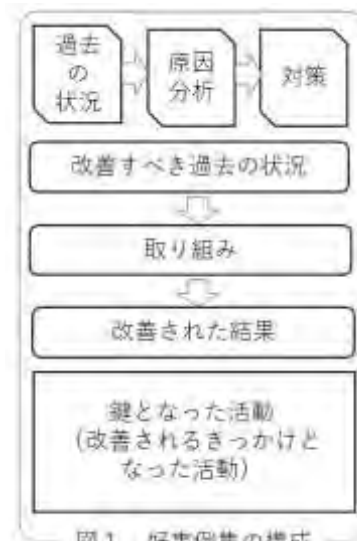 過去
の
状況
原因
分析
対策
改善すべき過去の状況
取り組み
改善された結果
鍵となった活動
(改善されるきっかけと
なった活動)
図1 好事例集の構成